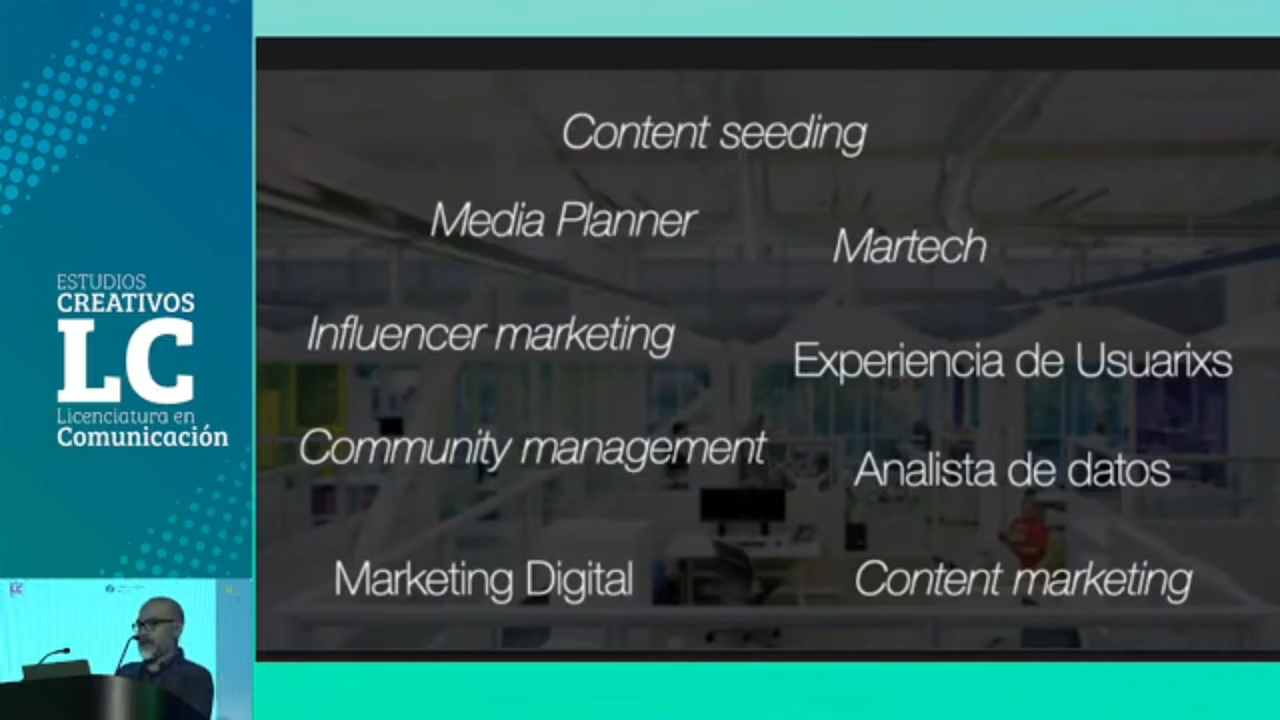 ESTUDIOS
CREATIVOS
LC
Licenciatura en
Comunicación
Content seeding
Media Planner
Martech
Influencer marketing
Experiencia de Usuarixs
Community management
Analista de datos
Marketing Digital
Content marketing